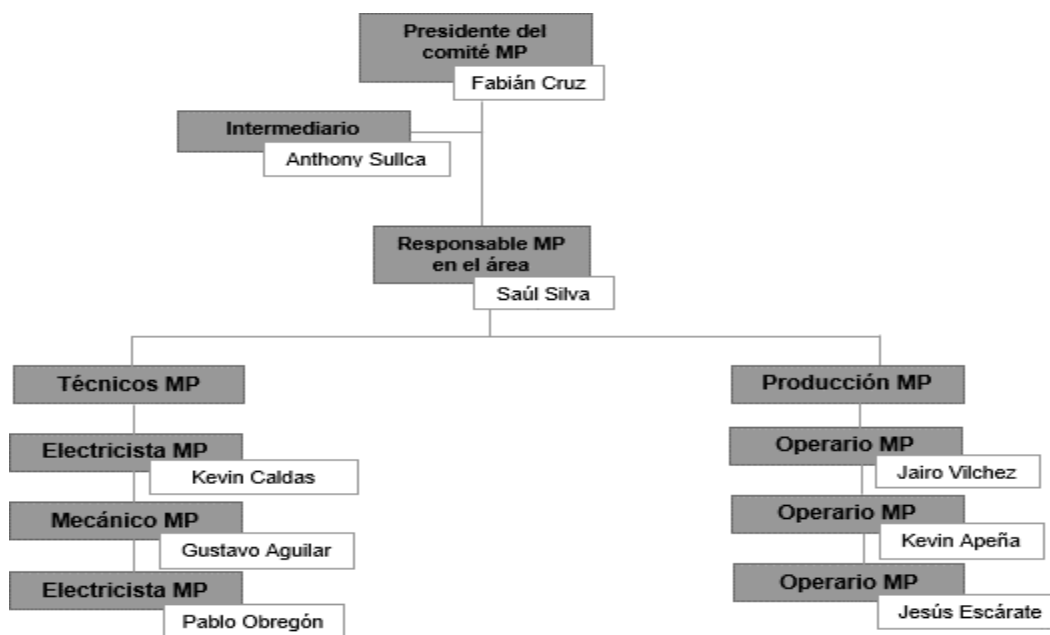 Presidente del
comité MP
Fabián Cruz
Intermediario
Anthony Sullca
Responsable MP
en el área
Saúl Silva
Técnicos MP
Electricista MP
Kevin Caldas
Mecánico MP
Gustavo Aguilar
Electricista MP
Pablo Obregón
Producción MP
Operario MP
Jairo Vilchez
Operario MP
Kevin Apeña
Operario MP
Jesús Escárate